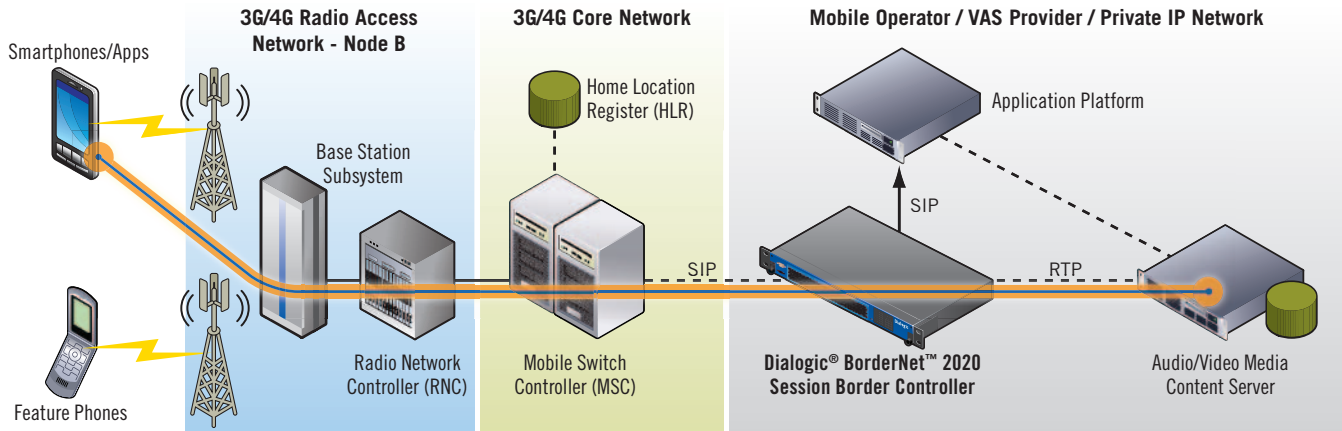 3G/4G Radio Access
Network - Node B
3G/4G Core Network
Mobile Operator / VAS Provider / Private IP Network
Smartphones/Apps
Home Location
Register (HLR)
Application Platform
Base Station
Subsystem
SIP
SIP
RTP
Radio Network
Controller (RNC)
Mobile Switch
Controller (MSC)
Dialogic® BorderNet™ 2020
Session Border Controller
Audio/Video Media
Content Server
Feature Phones